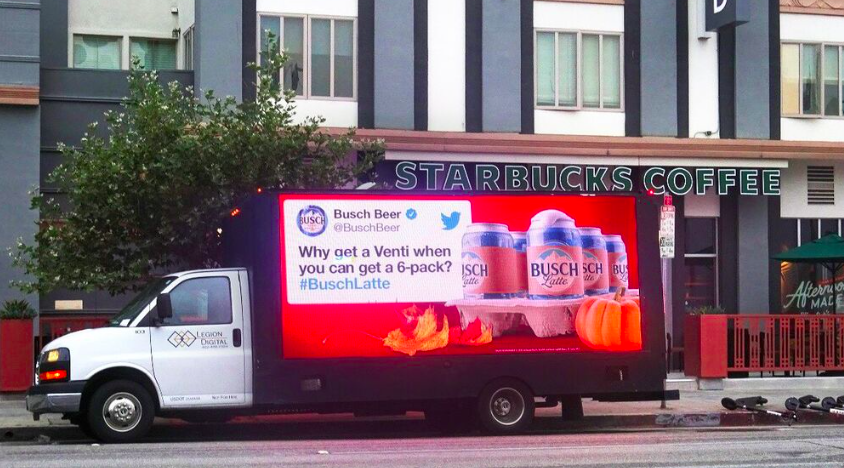 D
STARBUCKS COFFEE
BUSCH
Busch Beer
@BuschBeer
Why get a Venti when
you can get a 6-pack?
#BuschLatte
BUSCH
Latte
LEGION
DIGITAL
Afternoon
MADE